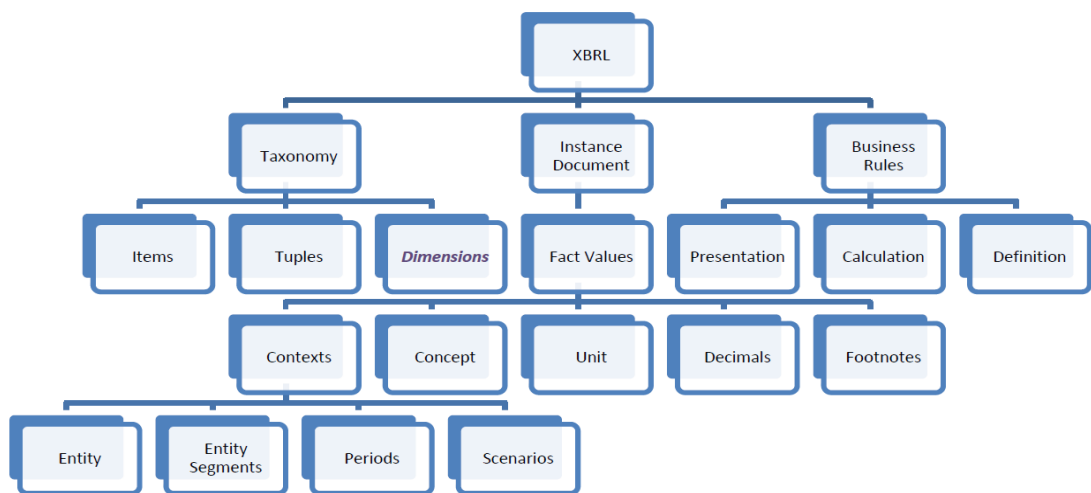 XBRL
Taxonomy
Instance
Document
Business
Rules
Items
Tuples
Dimensions
Fact Values
Presentation
Calculation
Definition
Contexts
Concept
Unit
Decimals
Footnotes
Entity
Entity
Segments
Periods
Scenarios